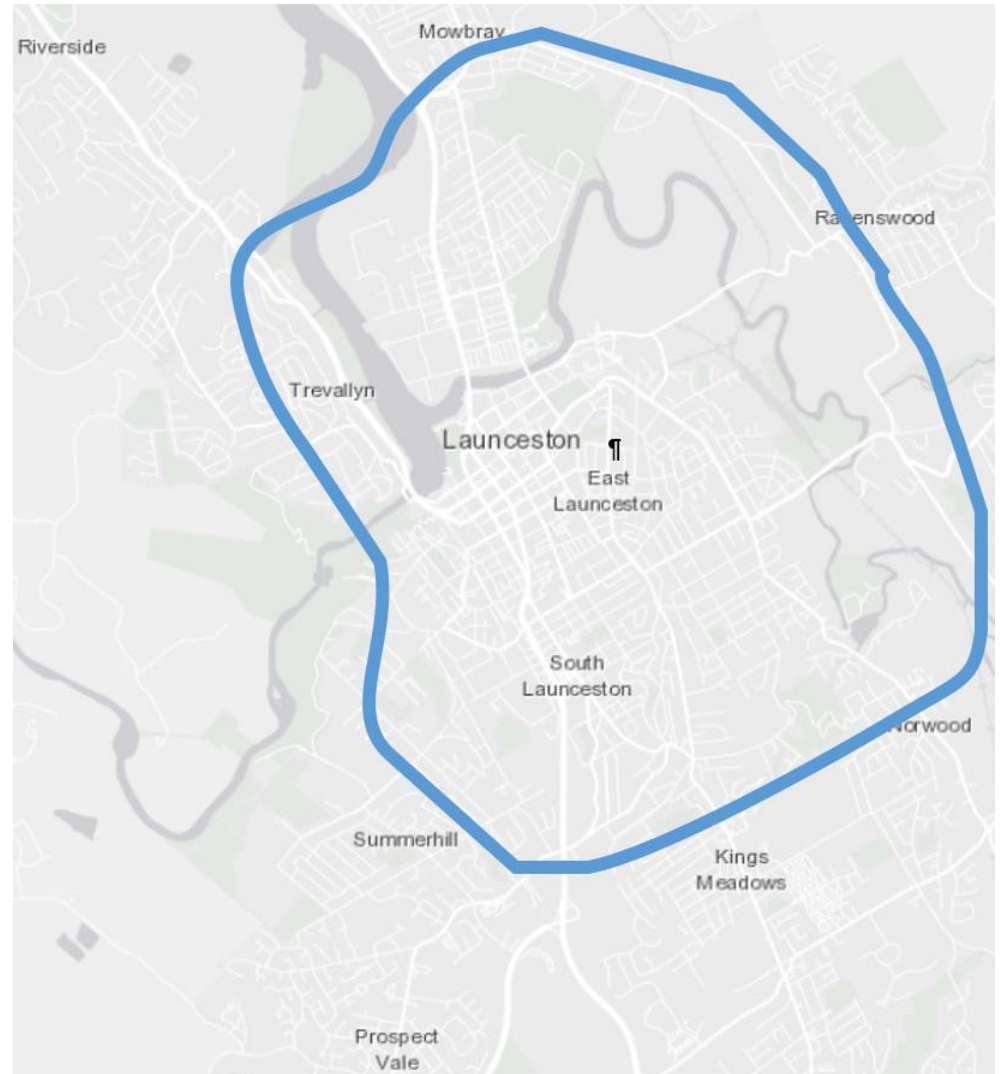 Mowbray
Riverside
Ravenswood
Trevallyn
Launceston ¶
East
Launceston
South
Launceston
Norwood
Summerhill
Kings
Meadows
Prospect
Vale